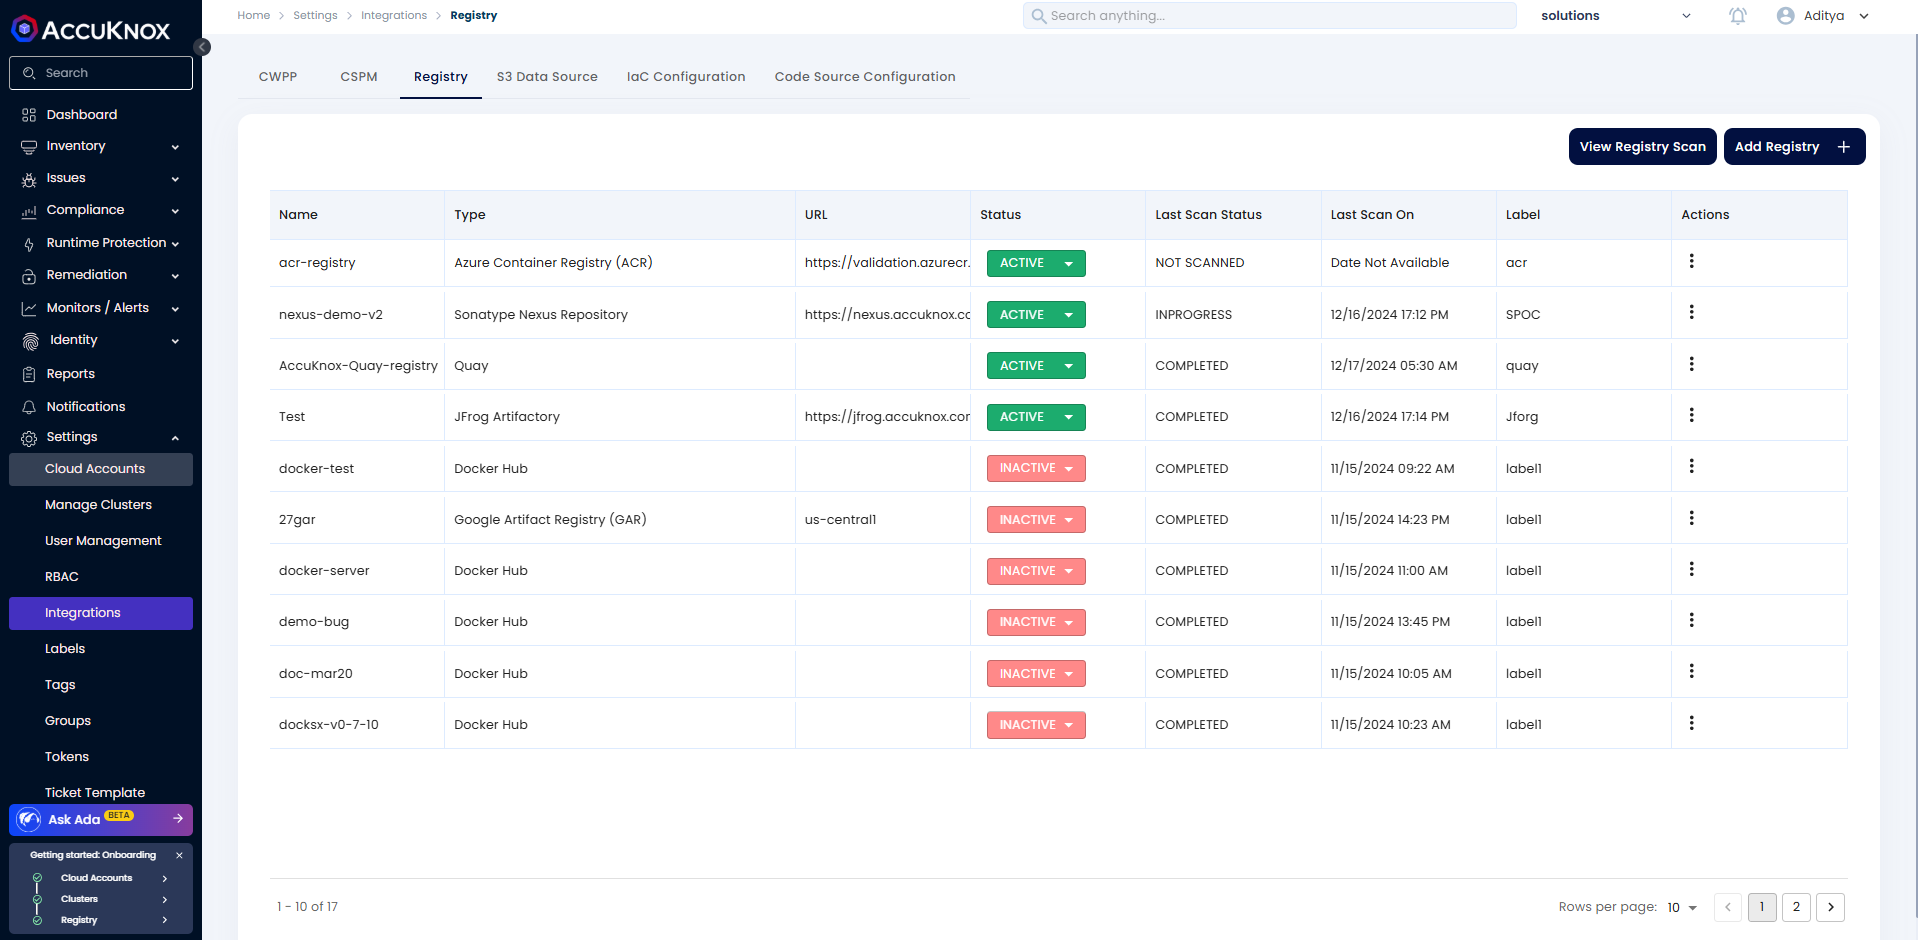 ACCUKNOX
Search
Dashboard
Inventory
Issues
Compliance
Runtime Protection
Remediation
Monitors / Alerts
Identity
Reports
Notifications
Settings
Cloud Accounts
Manage Clusters
User Management
RBAC
Integrations
Labels
Tags
Groups
Tokens
Ticket Template
Ask Ada BETA
Getting started: Onboarding
Cloud Accounts
Clusters
Registry
Home > Settings > Integrations > Registry
Search anything...
solutions
Aditya
CWPP CSPM Registry S3 Data Source IaC Configuration Code Source Configuration
View Registry Scan Add Registry +
Name Type URL Status Last Scan Status Last Scan On Label Actions
acr-registry Azure Container Registry (ACR) https://validation.azurecr. ACTIVE NOT SCANNED Date Not Available acr
nexus-demo-v2 Sonatype Nexus Repository https://nexus.accuknox.cc ACTIVE INPROGRESS 12/16/2024 17:12 PM SPOC
AccuKnox-Quay-registry Quay ACTIVE COMPLETED 12/17/2024 05:30 AM quay
Test JFrog Artifactory https://jfrog.accuknox.cor ACTIVE COMPLETED 12/16/2024 17:14 PM Jforg
docker-test Docker Hub INACTIVE COMPLETED 11/15/2024 09:22 AM label1
27gar Google Artifact Registry (GAR) us-central1 INACTIVE COMPLETED 11/15/2024 14:23 PM label1
docker-server Docker Hub INACTIVE COMPLETED 11/15/2024 11:00 AM label1
demo-bug Docker Hub INACTIVE COMPLETED 11/15/2024 13:45 PM label1
doc-mar20 Docker Hub INACTIVE COMPLETED 11/15/2024 10:05 AM label1
docksx-v0-7-10 Docker Hub INACTIVE COMPLETED 11/15/2024 10:23 AM label1
1 - 10 of 17
Rows per page: 10 < 1 2 >